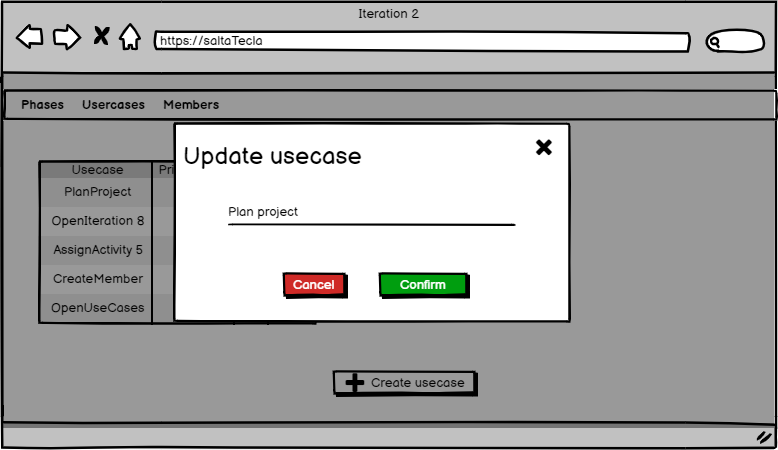 Iteration 2
https://saltaTecla
Phases Usercases Members
Update usecase
Usecase Pri
PlanProject
Plan project
OpenIteration 8
AssignActivity 5
CreateMember
Cancel Confirm
OpenUseCases
Create usecase